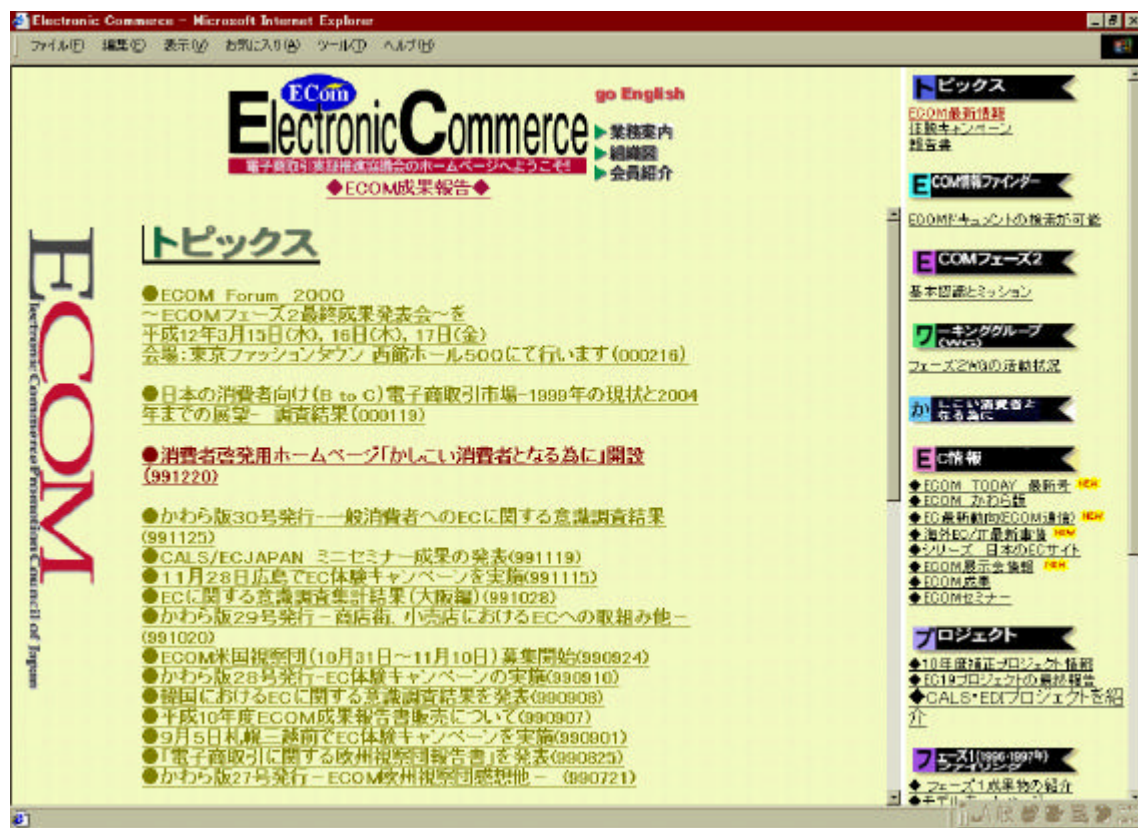 Electronic Commerce - Microsoft Internet Explorer
ファイル(F) 編集(E) 表示(V) お気に入り(A) ツール(T) ヘルプ(H)
ECom
Electronic Commerce
電子商取引実証推進協議会のホームページへようこそ!!
◆ECOM成果報告◆
go English
▶業務案内
▶組織図
▶会員紹介
ECOM
Electronic Commerce Promotion Council of Japan
トピックス
●ECOM Forum 2000
~ECOMフェーズ2最終成果発表会~を
平成12年3月15日(水), 16日(木), 17日(金)
会場:東京ファッションタウン 西館ホール500にて行います(000216)
●日本の消費者向け(B to C)電子商取引市場-1999年の現状と2004
年までの展望- 調査結果(000119)
●消費者啓発用ホームページ「かしこい消費者となる為に」開設
(991220)
●かわら版30号発行-一般消費者へのECに関する意識調査結果
(991125)
●CALS/ECJAPAN ミニセミナー成果の発表(991119)
●11月28日広島でEC体験キャンペーンを実施(991115)
●ECに関する意識調査集計結果(大阪編)(991028)
●かわら版29号発行-商店街、小売店におけるECへの取組み他-
(991020)
●ECOM米国視察団(10月31日~11月10日)募集開始(990924)
●かわら版28号発行-EC体験キャンペーンの実施(990910)
●韓国におけるECに関する意識調査結果を発表(990908)
●平成10年度ECOM成果報告書販売について(990907)
●9月5日札幌三越前でEC体験キャンペーンを実施(990901)
●「電子商取引に関する欧州視察団報告書」を発表(990825)
●かわら版27号発行-ECOM欧州視察団感想他- (990721)
トピックス
ECOM最新情報
体験キャンペーン
報告書
ECOM情報ファインダー
ECOMドキュメントの検索が可能
ECOMフェーズ2
基本認識とミッション
ワーキンググループ
(WG)
フェーズ2WGの活動状況
かしこい消費者と
なる為に
EC情報
◆ECOM TODAY 最新号 NEW
◆ECOM かわら版
◆EC最新動向(ECOM通信) NEW
◆海外EC/IT最新事情 NEW
◆シリーズ 日本のECサイト
◆ECOM展示会情報 NEW
◆ECOM成果
◆ECOMセミナー
プロジェクト
◆10年度補正プロジェクト情報
◆EC19プロジェクトの最終報告
◆CALS・EDIプロジェクトを紹
介
フェーズ1(1996-1997年)
ファイリング
◆フェーズ1成果物の紹介